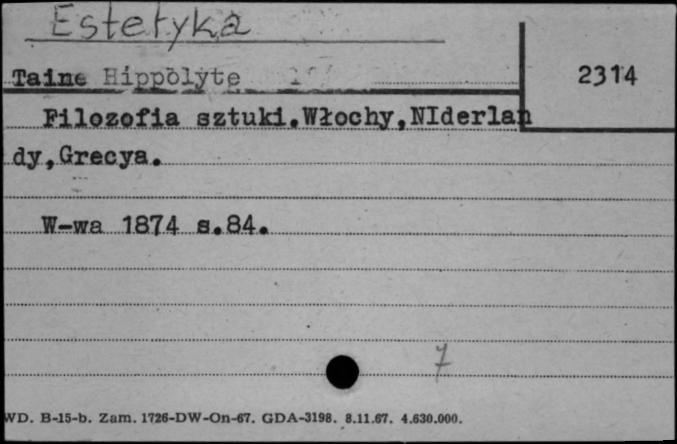 Estetyka
Taine Hippolyte
2314
Filozofia sztuki.Włochy,NIderlan
dy,Grecya.
W-wa 1874 s.84.
7
WD. B-15-b. Zam. 1726-DW-On-67. GDA-3198. 8.11.67. 4.630.000.